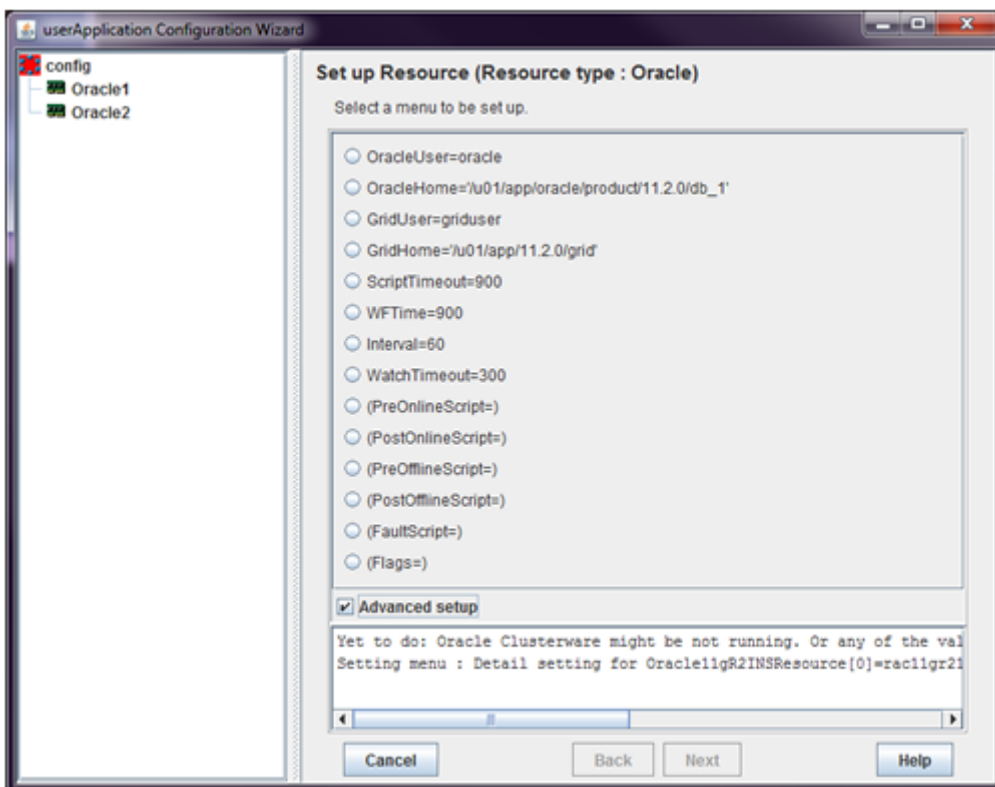 userApplication Configuration Wizard
config
Oracle1
Oracle2
Set up Resource (Resource type : Oracle)
Select a menu to be set up.
OracleUser=oracle
OracleHome='/u01/app/oracle/product/11.2.0/db_1'
GridUser=griduser
GridHome='/u01/app/11.2.0/grid'
ScriptTimeout=900
WFTime=900
Interval=60
WatchTimeout=300
(PreOnlineScript=)
(PostOnlineScript=)
(PreOfflineScript=)
(PostOfflineScript=)
(FaultScript=)
(Flags=)
Advanced setup
Yet to do: Oracle Clusterware might be not running. Or any of the val
Setting menu : Detail setting for Oracle11gR2INSResource[0]=rac11gr21
Cancel
Back
Next
Help